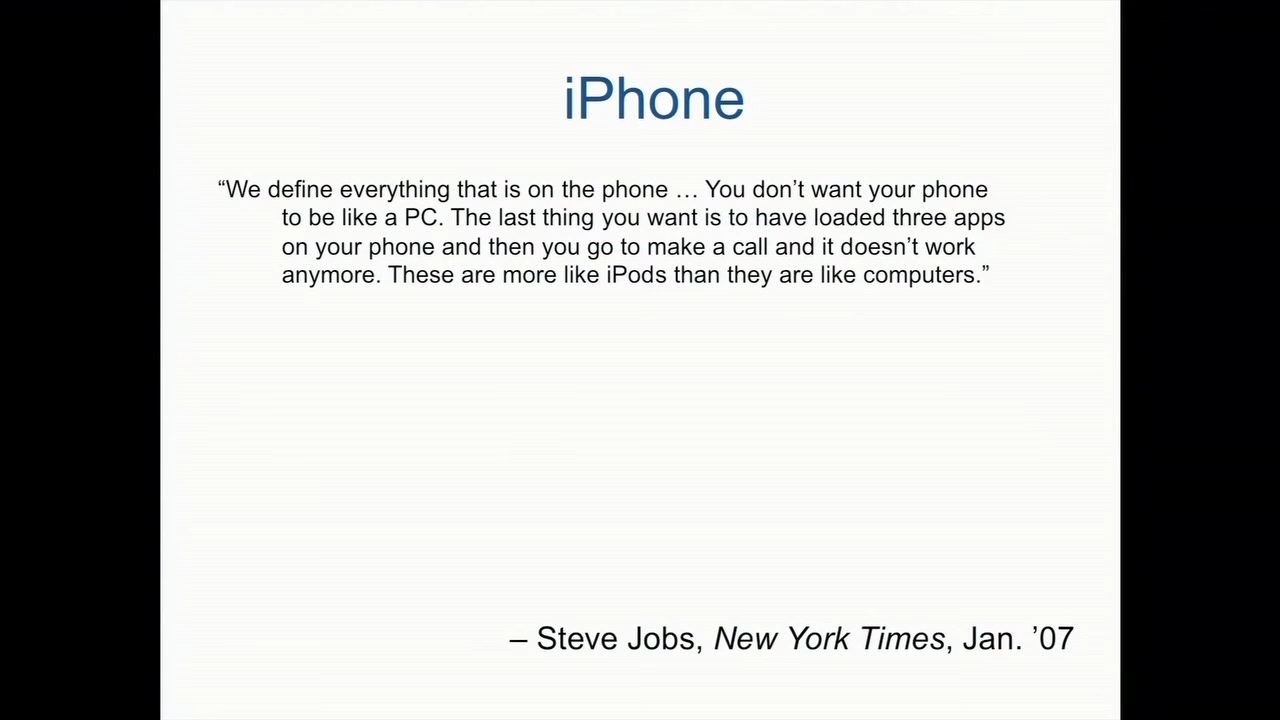 iPhone
“We define everything that is on the phone … You don’t want your phone
to be like a PC. The last thing you want is to have loaded three apps
on your phone and then you go to make a call and it doesn’t work
anymore. These are more like iPods than they are like computers.”
– Steve Jobs, New York Times, Jan. ’07